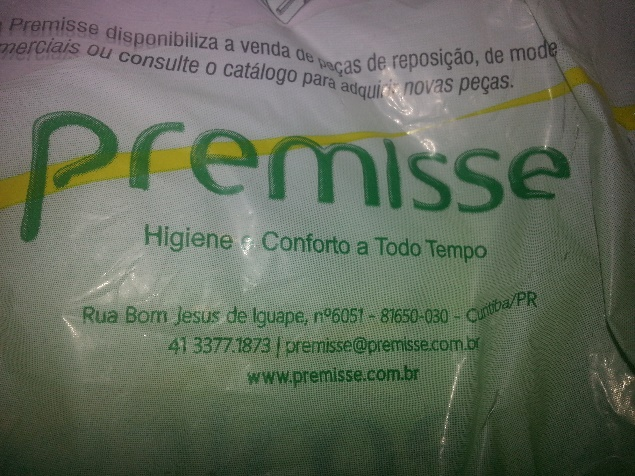 Premisse disponibiliza a venda de peças de reposição, de mode
merciais ou consulte o catálogo para adquirir novas peças.
premisse
Higiene e Conforto a Todo Tempo
Rua Bom Jesus de Iguape, nº6051 - 81650-030 - Curitiba/PR
41 3377.1873 | premisse@premisse.com.br
www.premisse.com.br